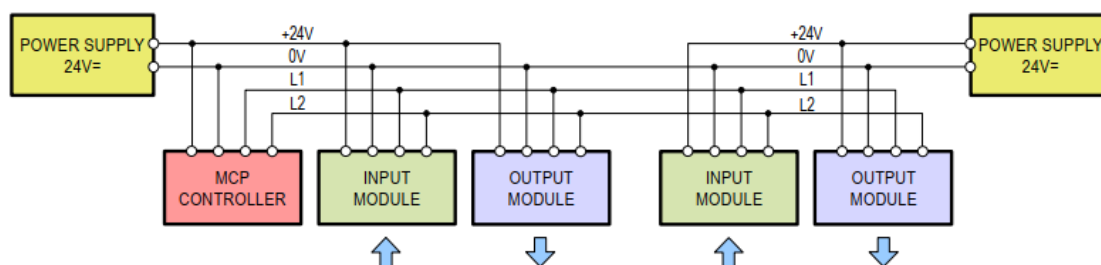 POWER SUPPLY
24V=
+24V
0V
L1
L2
+24V
0V
L1
L2
POWER SUPPLY
24V=
MCP
CONTROLLER
INPUT
MODULE
OUTPUT
MODULE
INPUT
MODULE
OUTPUT
MODULE